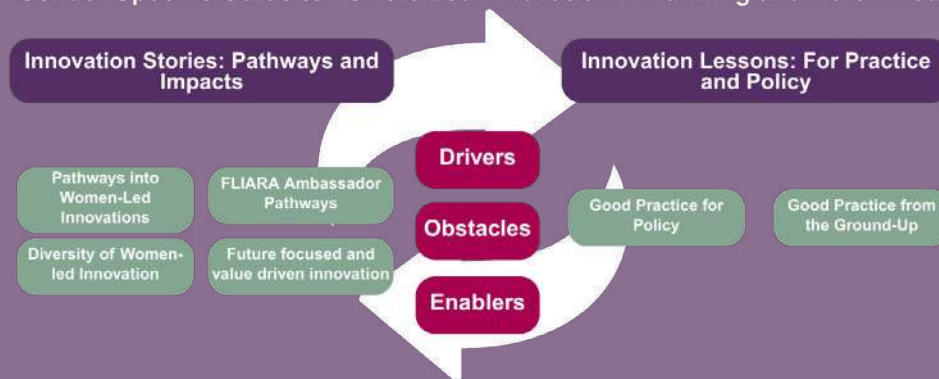 Innovation Stories: Pathways and
Impacts
Innovation Lessons: For Practice
and Policy
Drivers
Obstacles
Enablers
Pathways into
Women-Led
Innovations
FLIARA Ambassador
Pathways
Diversity of Women-
led Innovation
Future focused and
value driven innovation
Good Practice for
Policy
Good Practice from
the Ground-Up